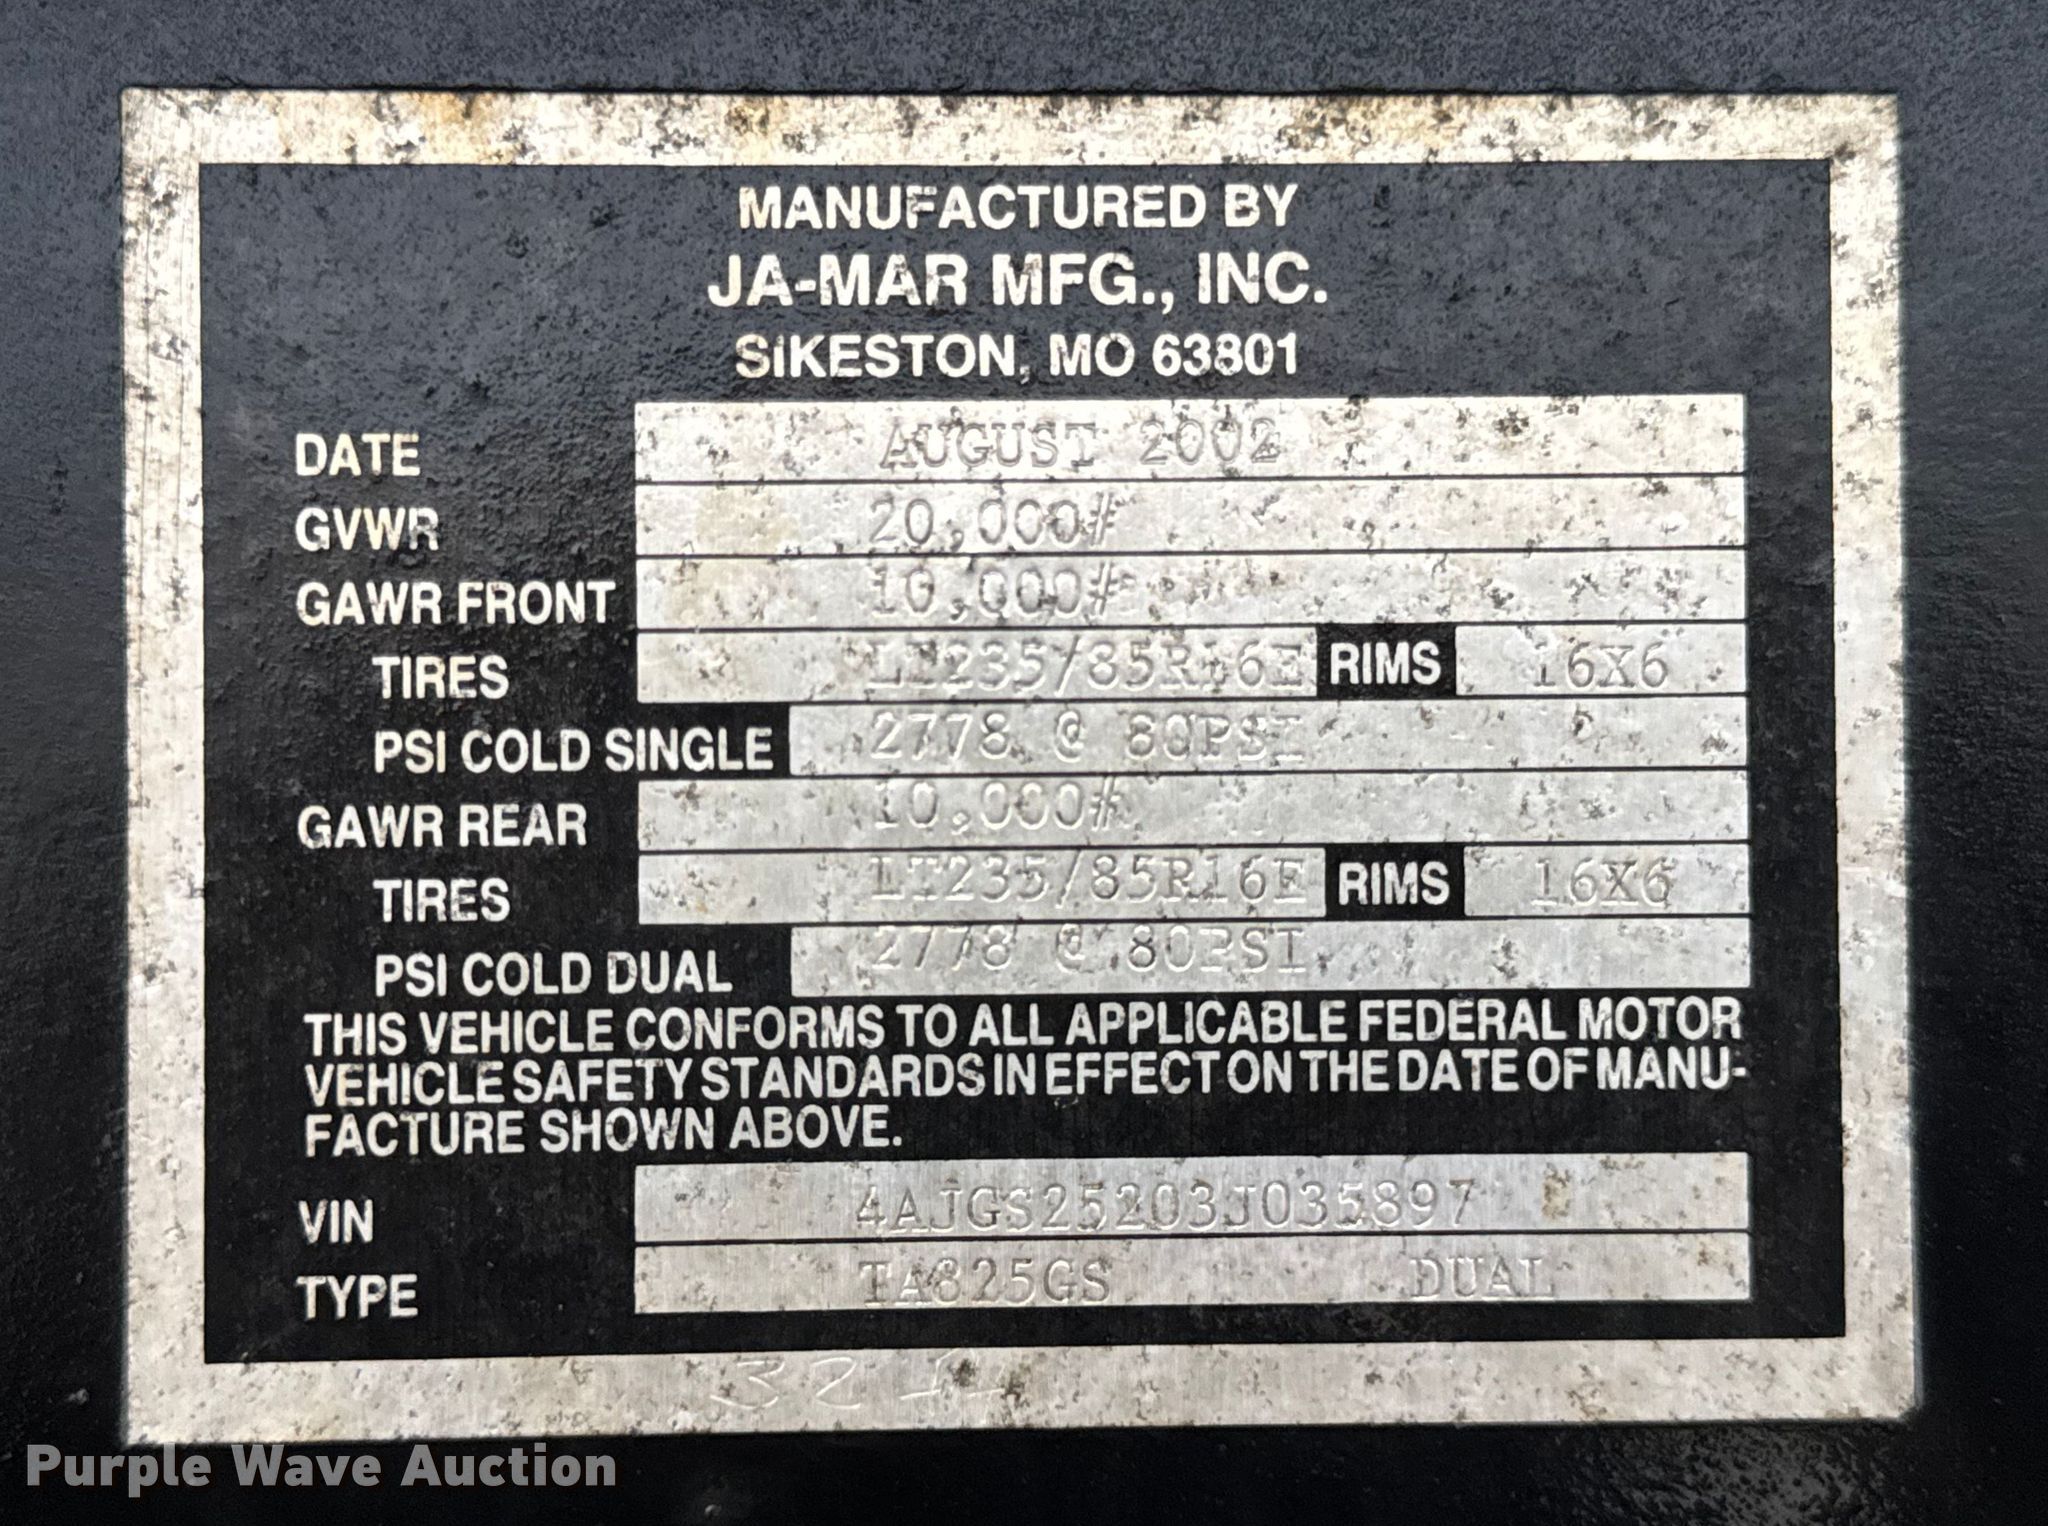 MANUFACTURED BY
JA-MAR MFG., INC.
SIKESTON, MO 63801
DATE AUGUST 2002
GVWR 20,000#
GAWR FRONT 10,000#
TIRES LT235/85R16E RIMS 16X6
PSI COLD SINGLE 2778 @ 80PSI
GAWR REAR 10,000#
TIRES LT235/85R16E RIMS 16X6
PSI COLD DUAL 2778 @ 80PSI
THIS VEHICLE CONFORMS TO ALL APPLICABLE FEDERAL MOTOR
VEHICLE SAFETY STANDARDS IN EFFECT ON THE DATE OF MANU-
FACTURE SHOWN ABOVE.
VIN 4AJGS25203J035897
TYPE TA825GS DUAL
Purple Wave Auction